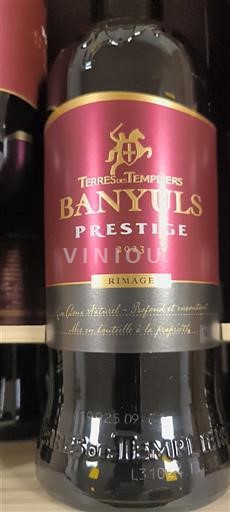 TERRES DES TEMPLIERS
BANYULS
PRESTIGE
2023
VINIOU
RIMAGE
Vin Doux Naturel - Profond et envoûtant
Mis en bouteille à la propriété
TERRES DES TEMPLIERS